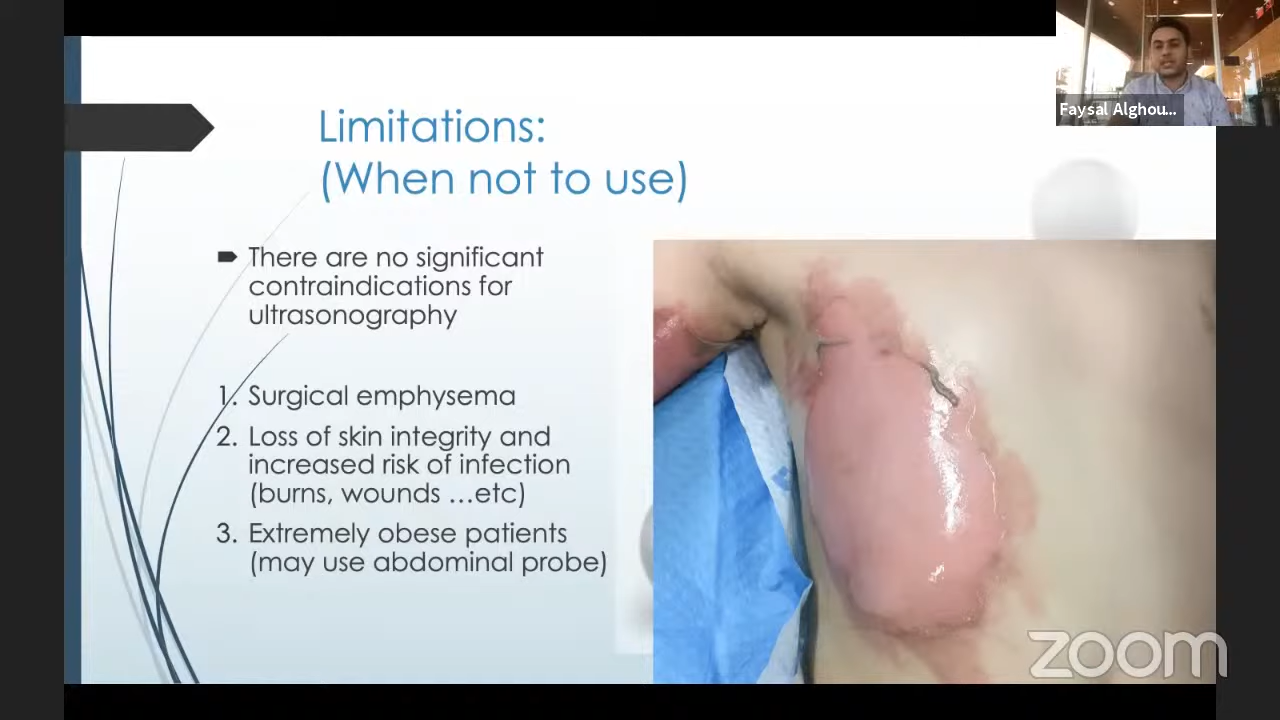 Faysal Alghou...
Limitations:
(When not to use)
There are no significant
contraindications for
ultrasonography
1. Surgical emphysema
2. Loss of skin integrity and
increased risk of infection
(burns, wounds ...etc)
3. Extremely obese patients
(may use abdominal probe)
zoom